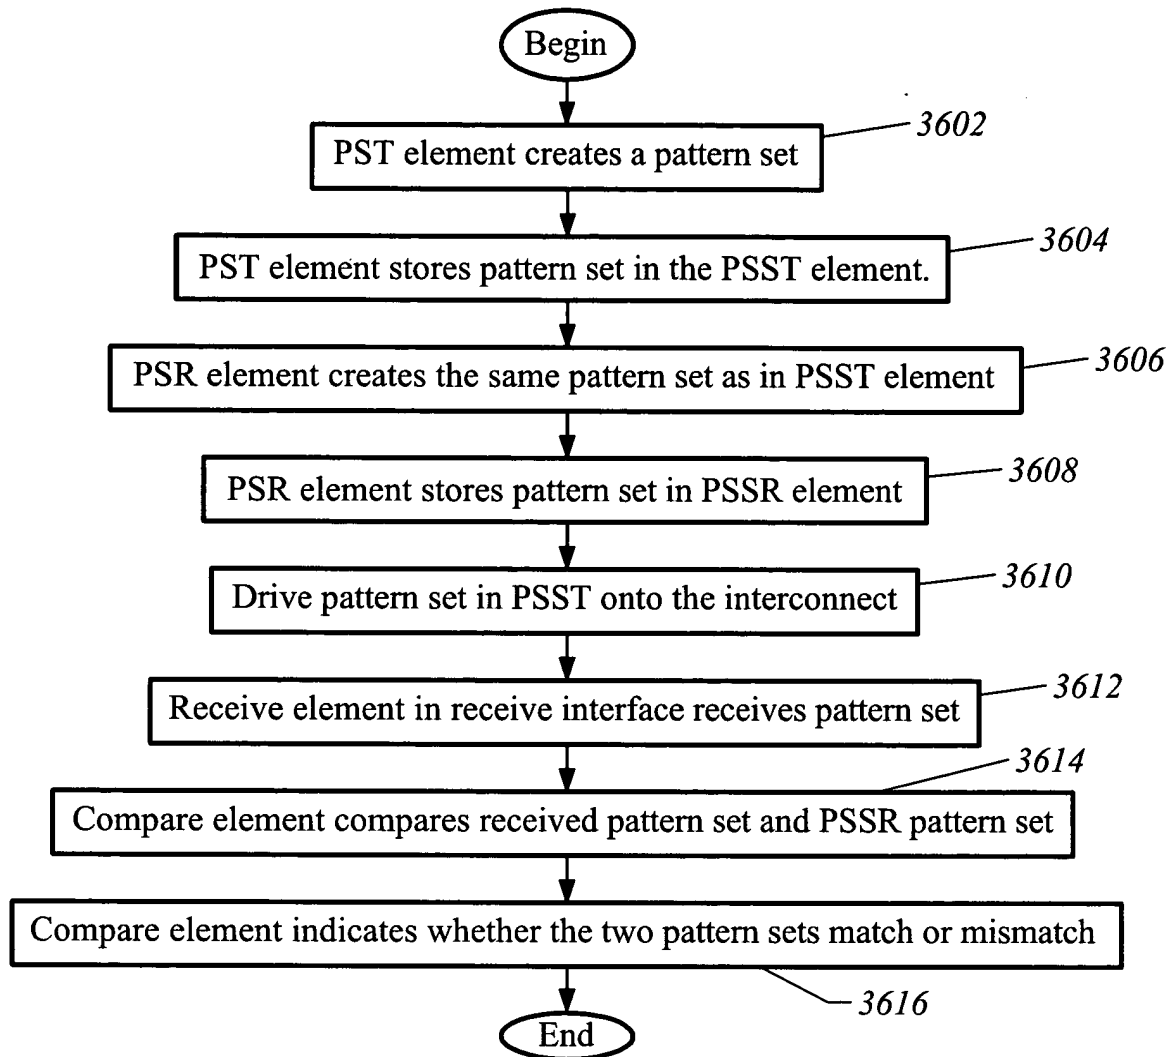 Begin
3602
PST element creates a pattern set
3604
PST element stores pattern set in the PSST element.
3606
PSR element creates the same pattern set as in PSST element
3608
PSR element stores pattern set in PSSR element
3610
Drive pattern set in PSST onto the interconnect
3612
Receive element in receive interface receives pattern set
3614
Compare element compares received pattern set and PSSR pattern set
Compare element indicates whether the two pattern sets match or mismatch
3616
End